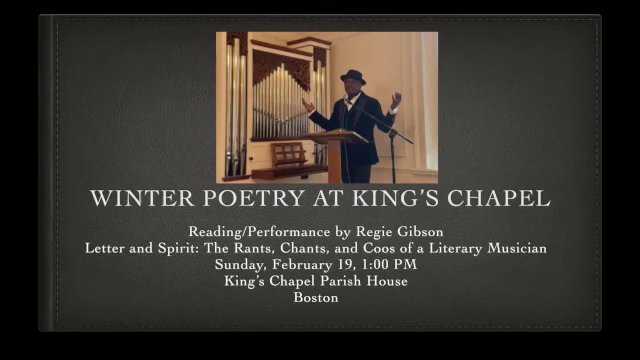 WINTER POETRY AT KING'S CHAPEL
Reading/Performance by Regie Gibson
Letter and Spirit: The Rants, Chants, and Coos of a Literary Musician
Sunday, February 19, 1:00 PM
King's Chapel Parish House
Boston